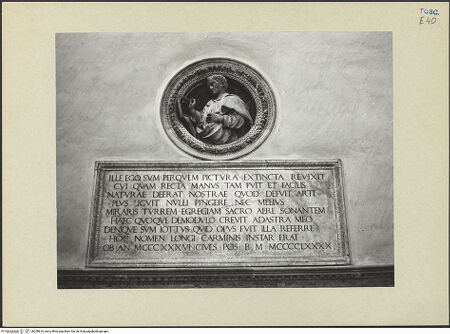 TOSC.
E 40
ILLE EGO SVM PER QVEM PICTVRA EXTINCTA REVIXIT
CVI QVAM RECTA MANVS TAM FVIT ET FACILIS
NATVRAE DEERAT NOSTRAE QVOD DEFVIT ARTI
PLVS LICVIT NVLLI PINGERE NEC MELIVS
MIRARIS TVRREM EGREGIAM SACRO AERE SONANTEM
HAEC QVOQVE DE MODVLO CREVIT AD ASTRA MEO
DENIQVE SVM IOTTVS QVID OPVS FVIT ILLA REFERRE
HOC NOMEN LONGI CARMINIS INSTAR ERAT
OB AN MCCCXXXVI CIVES POS B M MCCCCLXXXX